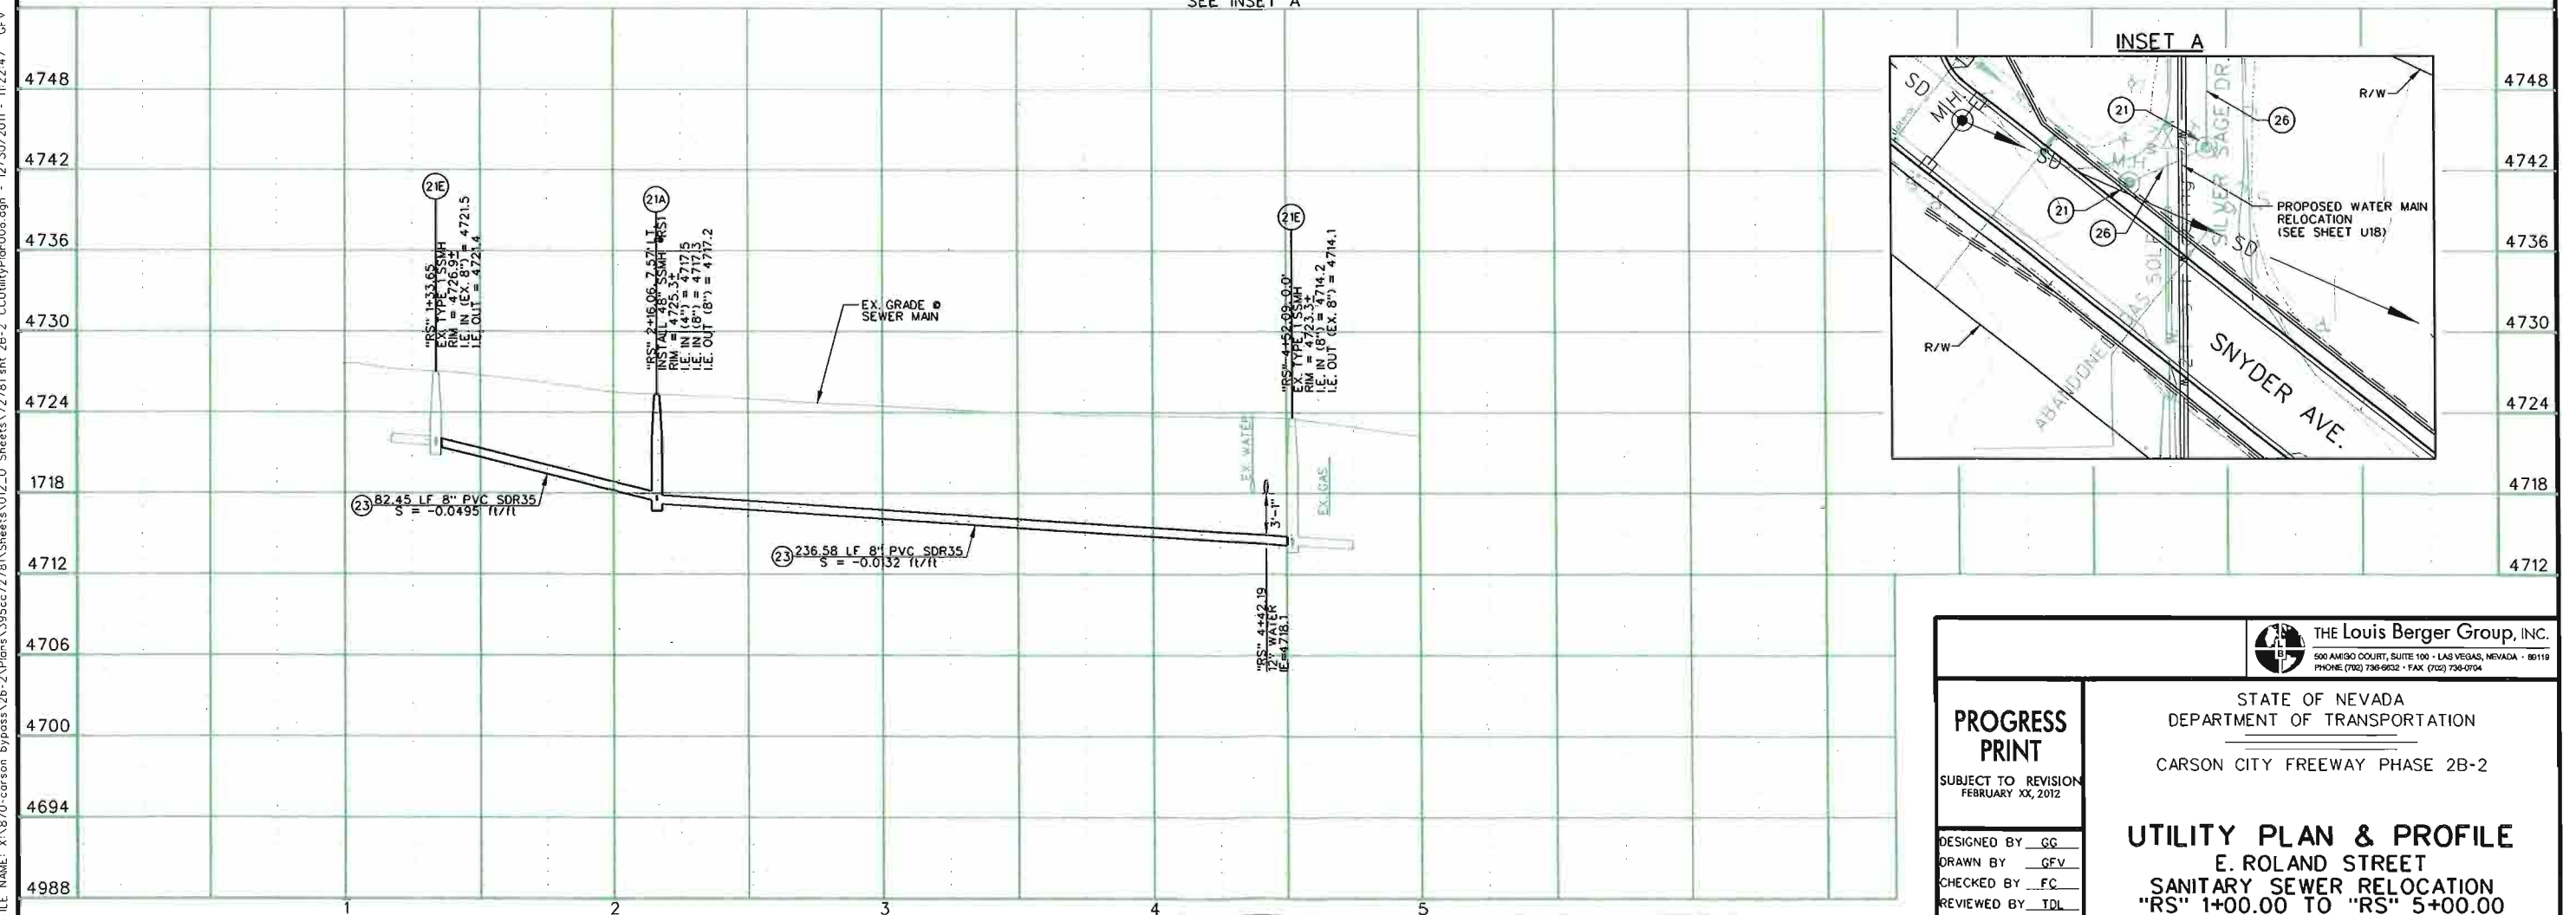 SEE INSET A
4748
4742
4736
4730
4724
1718
4712
4706
4700
4694
4988
21E
"RS" 1+33.65
EX. TYPE 1 SSMH
RIM = 4726.9±
I.E. IN (EX. 8") = 4721.5
I.E. OUT = 4721.4
21A
"RS" 2+16.06, 7.57' LT
INSTALL 48" SSMH #RS1
RIM = 4725.3±
I.E. IN (4") = 4717.5
I.E. IN (8") = 4717.3
I.E. OUT (8") = 4717.2
EX. GRADE @
SEWER MAIN
21E
"RS" 4+52.09, 0.0'
EX. TYPE 1 SSMH
RIM = 4723.3±
I.E. IN (8") = 4714.2
I.E. OUT (EX. 8") = 4714.1
EX WATER
EX GAS
3'-1"
23 82.45 LF 8" PVC SDR35
S = -0.0495 ft/ft
23 236.58 LF 8" PVC SDR35
S = -0.0132 ft/ft
"RS" 4+42.19
12" WATER
IE=4718.1
1
2
3
4
5
INSET A
SD
M.H.
SD
SD
21
26
21
26
R/W
R/W
SILVER SAGE DR.
PROPOSED WATER MAIN
RELOCATION
(SEE SHEET U18)
SNYDER AVE.
4748
4742
4736
4730
4724
4718
4712
THE Louis Berger Group, INC.
500 AMIGO COURT, SUITE 100 · LAS VEGAS, NEVADA · 89119
PHONE (702) 736-6632 · FAX (702) 736-0704
PROGRESS
PRINT
SUBJECT TO REVISION
FEBRUARY XX, 2012
STATE OF NEVADA
DEPARTMENT OF TRANSPORTATION
CARSON CITY FREEWAY PHASE 2B-2
DESIGNED BY GG
DRAWN BY GFV
CHECKED BY FC
REVIEWED BY TDL
UTILITY PLAN & PROFILE
E. ROLAND STREET
SANITARY SEWER RELOCATION
"RS" 1+00.00 TO "RS" 5+00.00